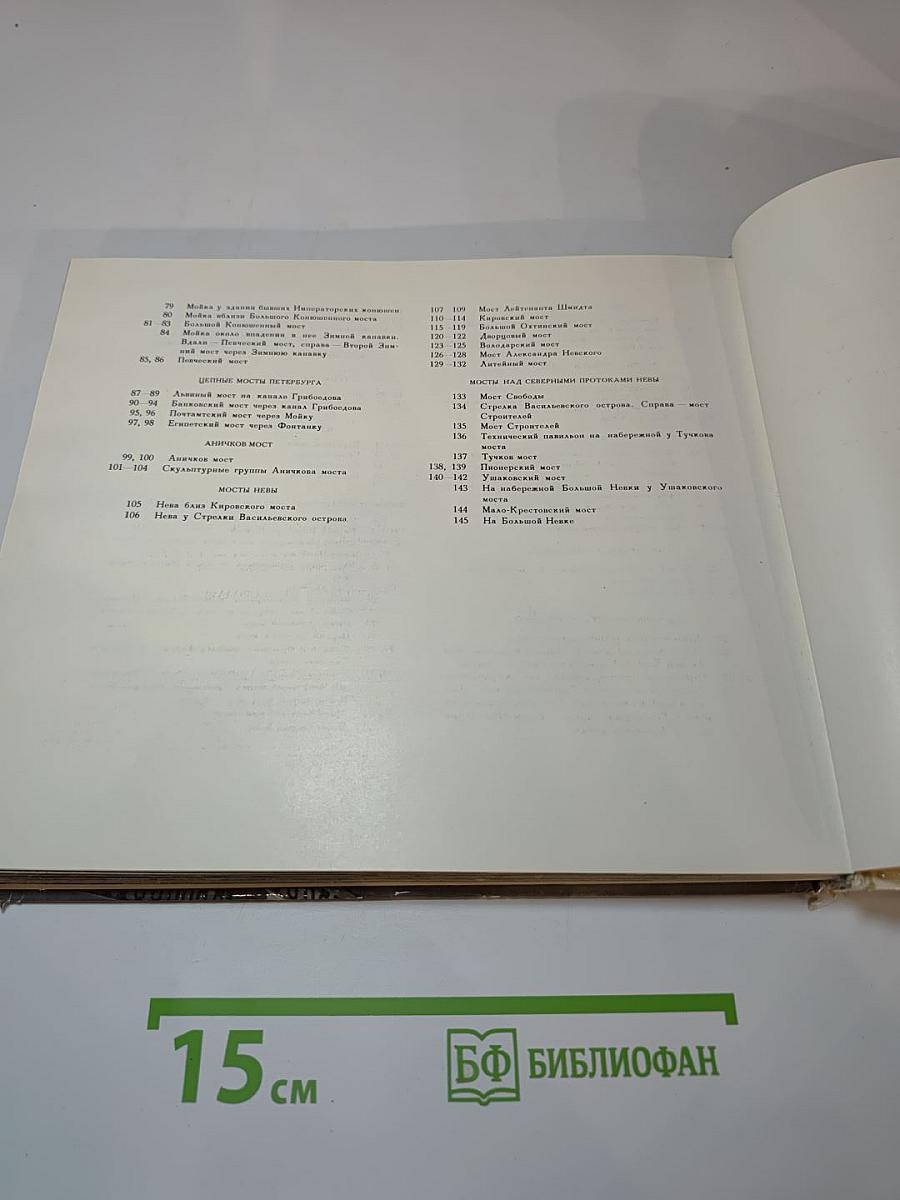 79 Мойка у здания бывших Императорских конюшен
80 Мойка вблизи Большого Конюшенного моста
81—83 Большой Конюшенный мост
84 Мойка около впадения в нее Зимней канавки.
Вдали — Певческий мост, справа — Второй Зим-
ний мост через Зимнюю канавку
85, 86 Певческий мост
ЦЕПНЫЕ МОСТЫ ПЕТЕРБУРГА
87—89 Львиный мост на канале Грибоедова
90—94 Банковский мост через канал Грибоедова
95, 96 Почтамтский мост через Мойку
97, 98 Египетский мост через Фонтанку
АНИЧКОВ МОСТ
99, 100 Аничков мост
101—104 Скульптурные группы Аничкова моста
МОСТЫ НЕВЫ
105 Нева близ Кировского моста
106 Нева у Стрелки Васильевского острова
107—109 Мост Лейтенанта Шмидта
110—114 Кировский мост
115—119 Большой Охтинский мост
120—122 Дворцовый мост
123—125 Володарский мост
126—128 Мост Александра Невского
129—132 Литейный мост
МОСТЫ НАД СЕВЕРНЫМИ ПРОТОКАМИ НЕВЫ
133 Мост Свободы
134 Стрелка Васильевского острова. Справа — мост
Строителей
135 Мост Строителей
136 Технический павильон на набережной у Тучкова
моста
137 Тучков мост
138, 139 Пионерский мост
140—142 Ушаковский мост
143 На набережной Большой Невки у Ушаковского
моста
144 Мало-Крестовский мост
145 На Большой Невке
15 см
БФ БИБЛИОФАН